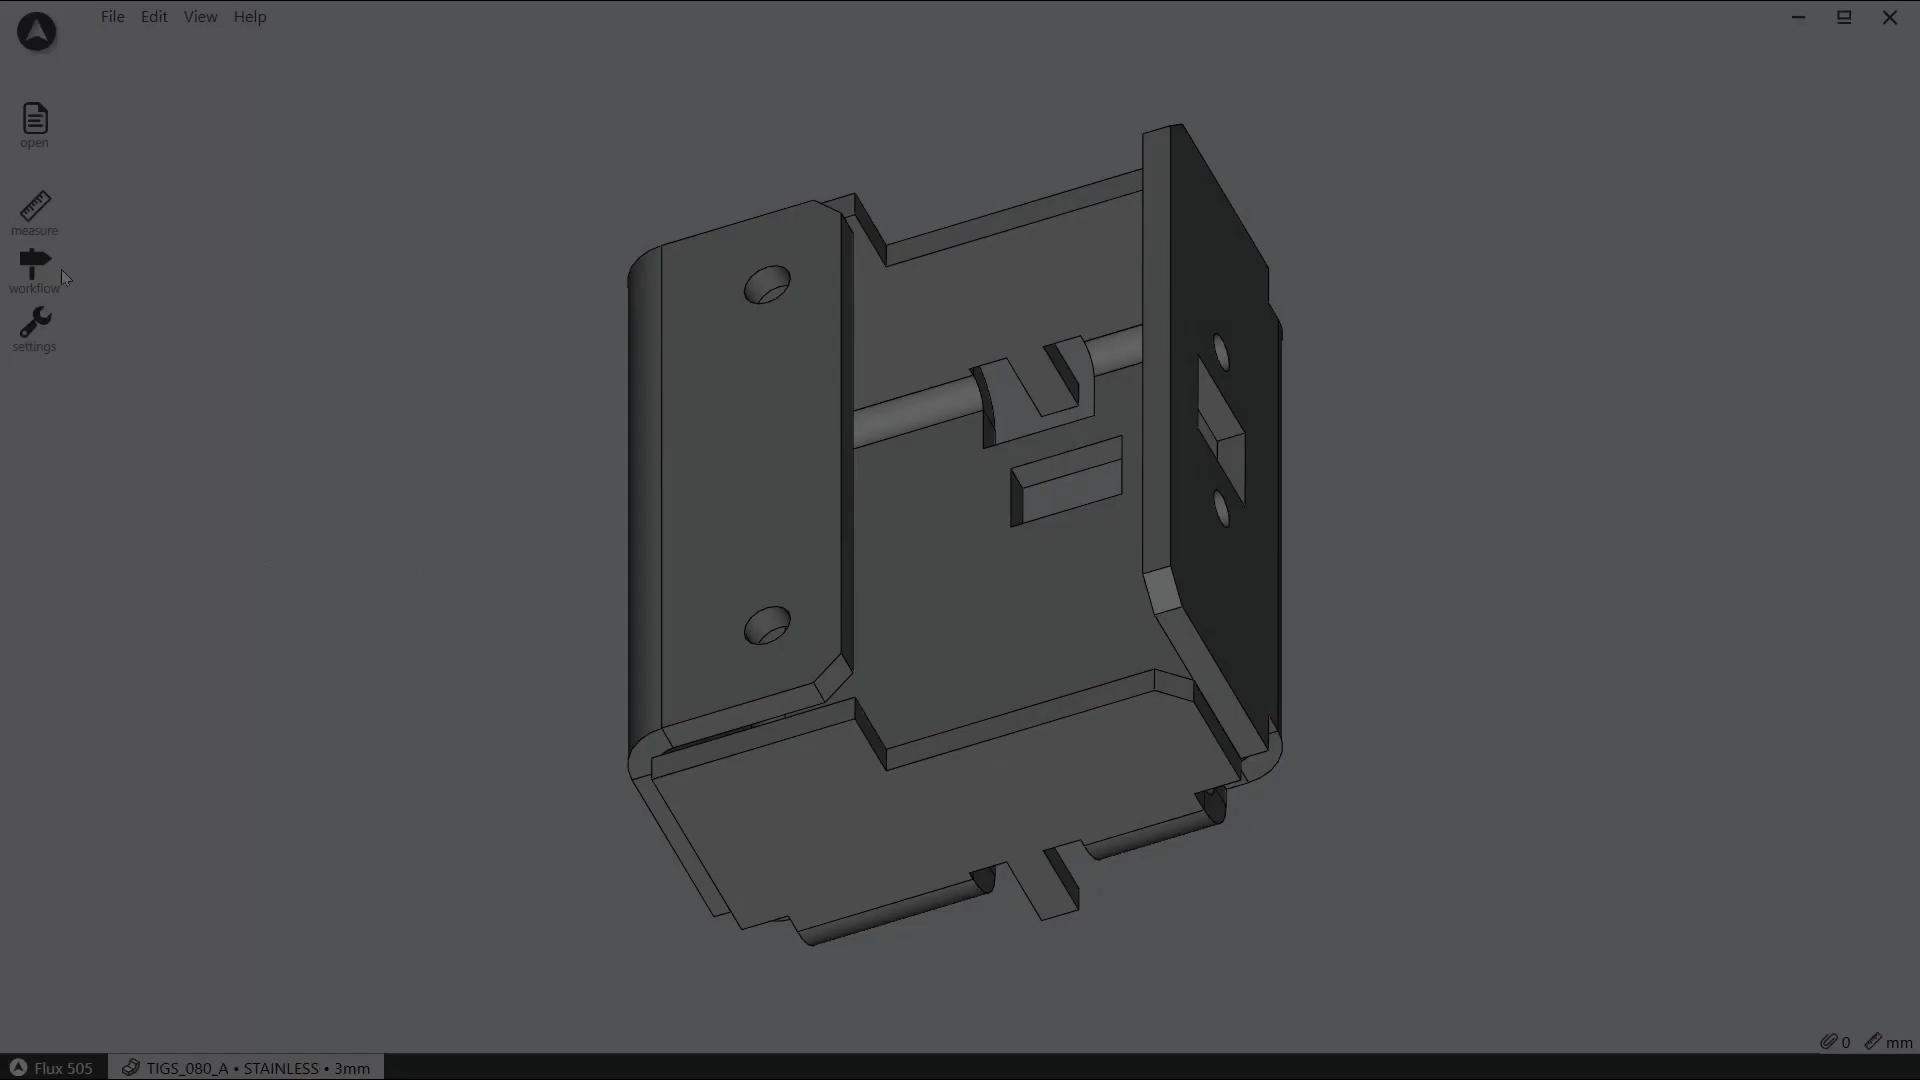 File Edit View Help
open
measure
workflow
settings
0 mm
Flux 505 TIGS_080_A • STAINLESS • 3mm